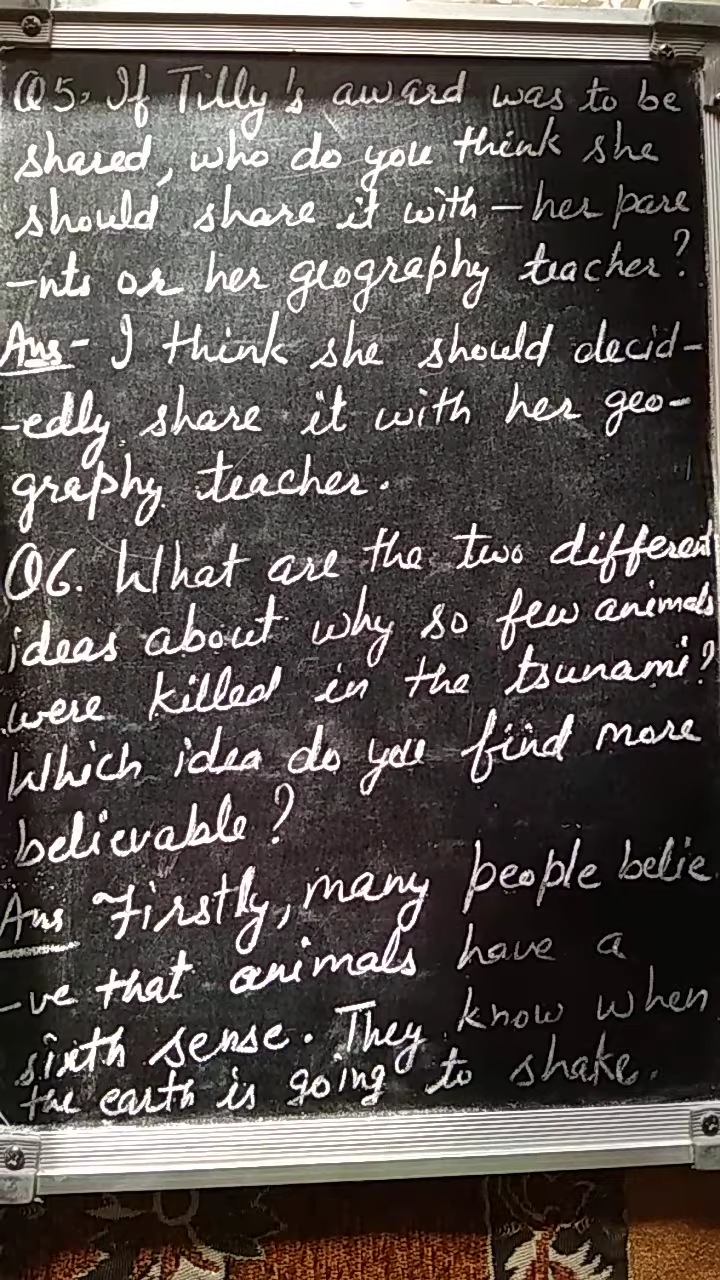 Q5. If Tilly's award was to be
shared, who do you think she
should share it with - her pare
-nts or her geography teacher?
Ans - I think she should decid-
-edly share it with her geo-
graphy teacher.
Q6. What are the two different
ideas about why so few animals
were killed in the tsunami?
Which idea do you find more
believable?
Ans Firstly, many people belie
-ve that animals have a
sixth sense. They know when
the earth is going to shake.